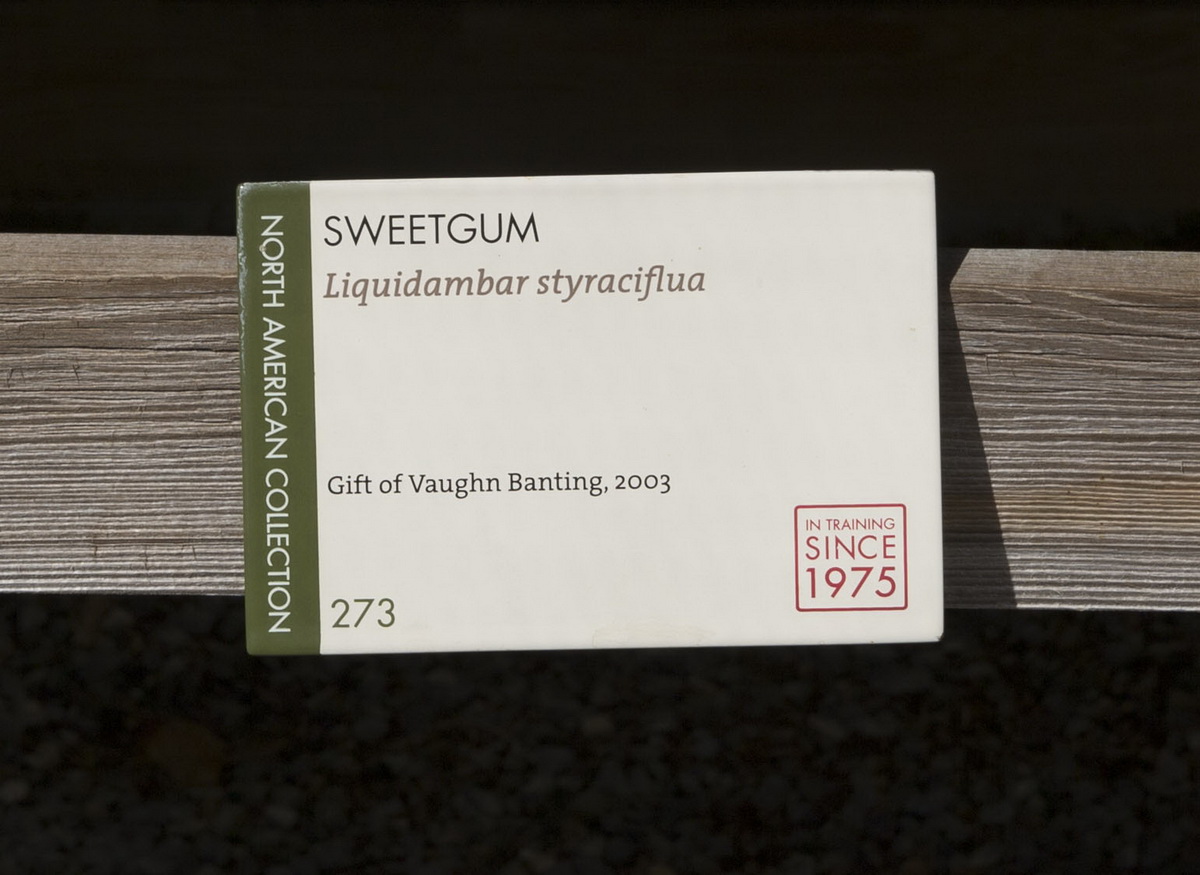 NORTH AMERICAN COLLECTION
SWEETGUM
Liquidambar styraciflua
Gift of Vaughn Banting, 2003
273
IN TRAINING
SINCE
1975